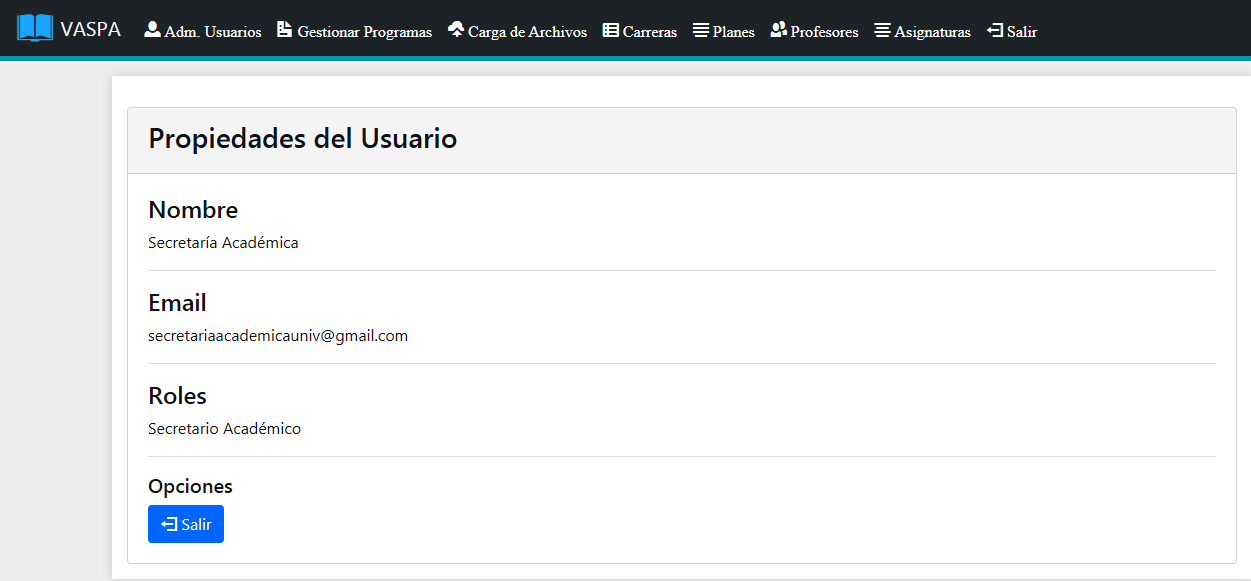 VASPA Adm. Usuarios Gestionar Programas Carga de Archivos Carreras Planes Profesores Asignaturas Salir
Propiedades del Usuario
Nombre
Secretaría Académica
Email
secretariaacademicauniv@gmail.com
Roles
Secretario Académico
Opciones
Salir